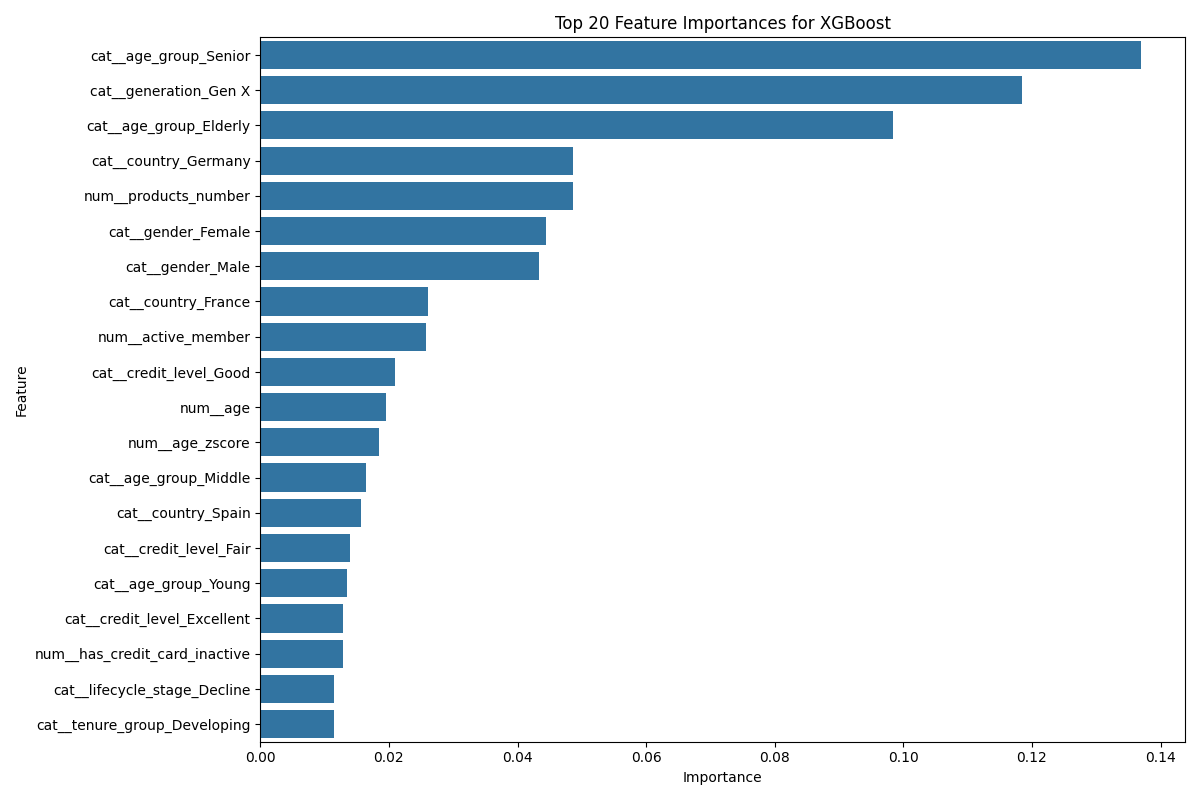 Top 20 Feature Importances for XGBoost
Feature
cat__age_group_Senior
cat__generation_Gen X
cat__age_group_Elderly
cat__country_Germany
num__products_number
cat__gender_Female
cat__gender_Male
cat__country_France
num__active_member
cat__credit_level_Good
num__age
num__age_zscore
cat__age_group_Middle
cat__country_Spain
cat__credit_level_Fair
cat__age_group_Young
cat__credit_level_Excellent
num__has_credit_card_inactive
cat__lifecycle_stage_Decline
cat__tenure_group_Developing
0.00 0.02 0.04 0.06 0.08 0.10 0.12 0.14
Importance